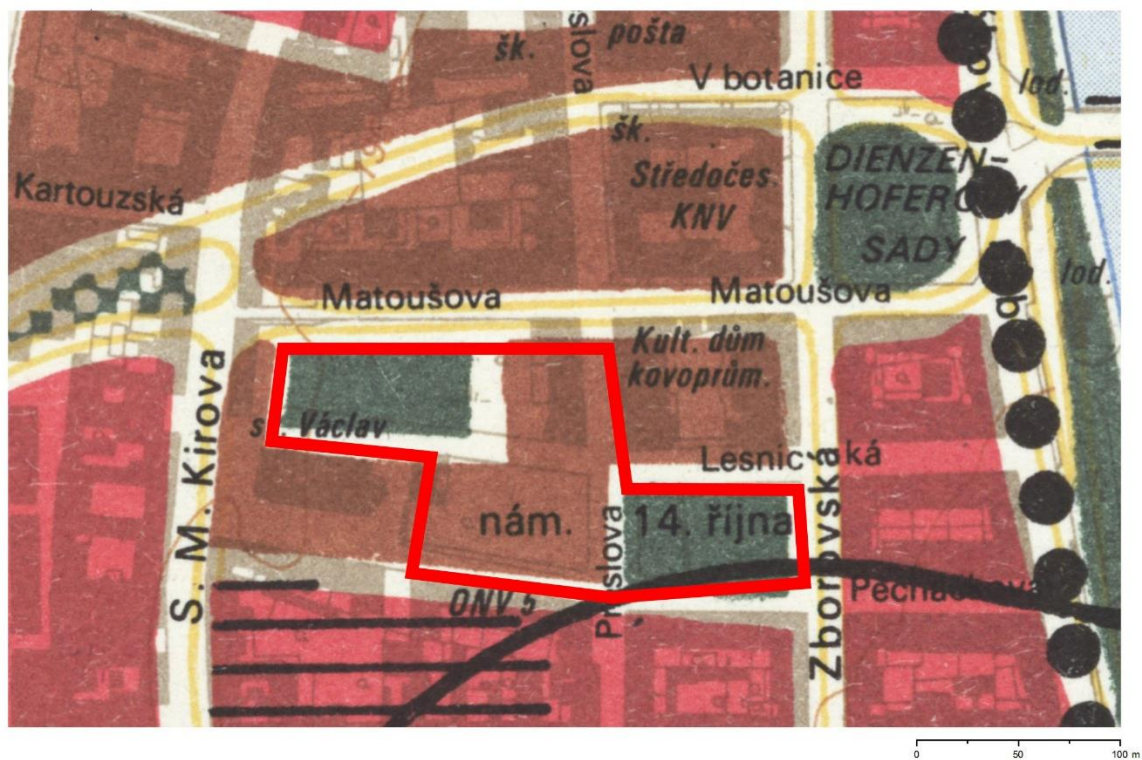 šk.
pošta
V botanice
lod.
šk.
DIENZEN-
HOFEROVY
SADY
Středočes.
KNV
Kartouzská
lod.
Matoušova
Matoušova
Kult. dům
kovoprům.
S. M. Kirova
Václav
Lesnická
nám.
14. října
Zborovská
ONV 5
0
50
100 m